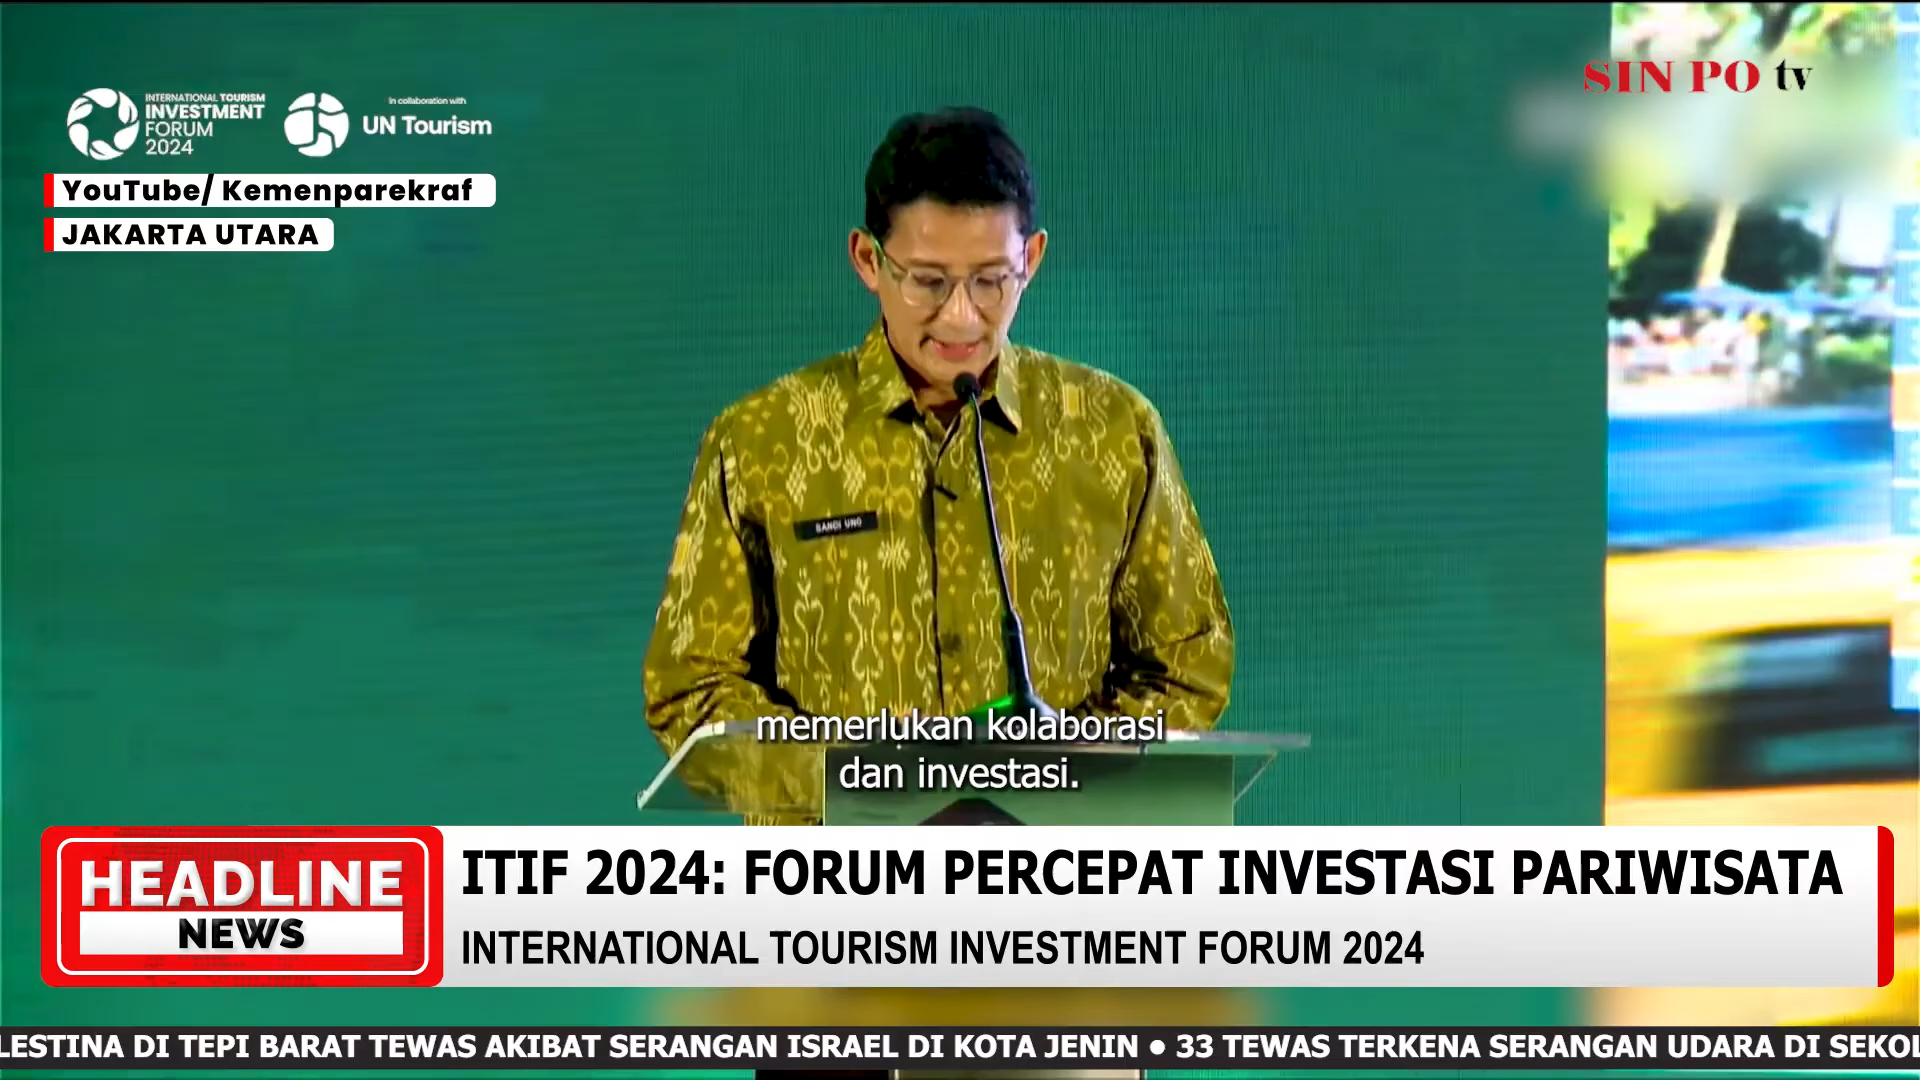 INTERNATIONAL TOURISM
INVESTMENT
FORUM
2024
In collaboration with
UN Tourism
SIN PO tv
YouTube/ Kemenparekraf
JAKARTA UTARA
SANDI UNO
memerlukan kolaborasi
dan investasi.
HEADLINE
NEWS
ITIF 2024: FORUM PERCEPAT INVESTASI PARIWISATA
INTERNATIONAL TOURISM INVESTMENT FORUM 2024
LESTINA DI TEPI BARAT TEWAS AKIBAT SERANGAN ISRAEL DI KOTA JENIN ● 33 TEWAS TERKENA SERANGAN UDARA DI SEKOL